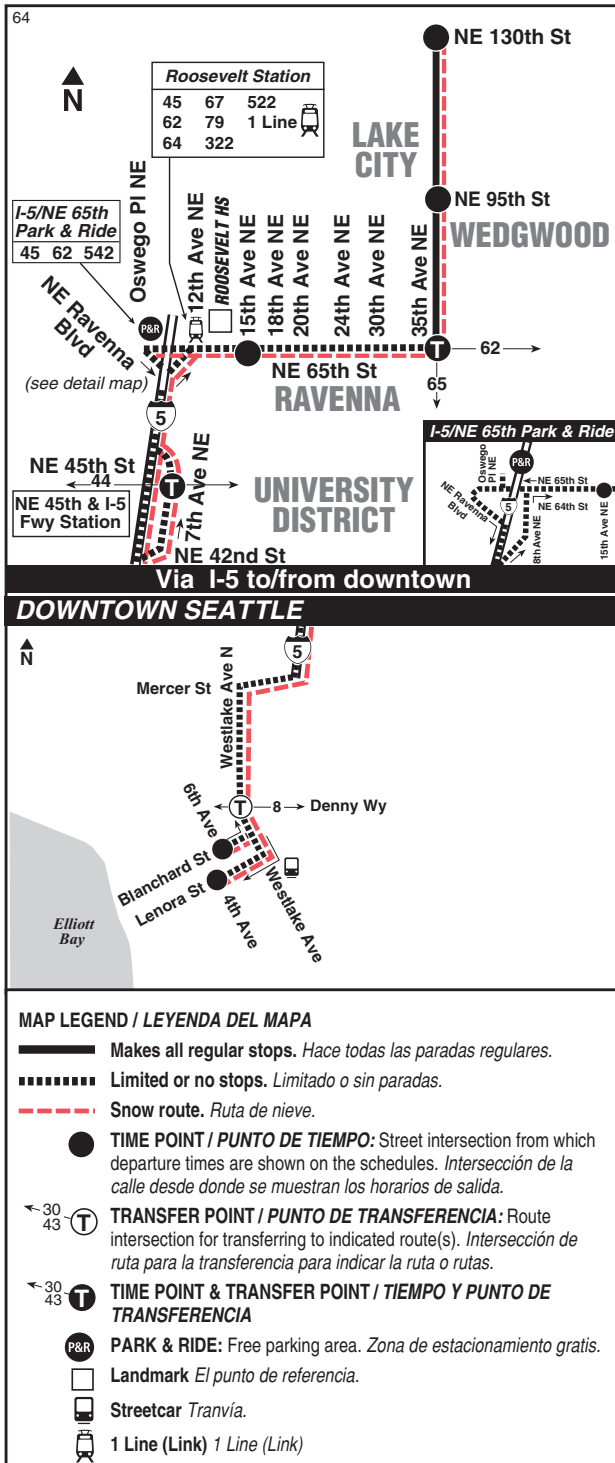 64
NE 130th St
N
Roosevelt Station
45 67 522
62 79 1 Line
64 322
LAKE
CITY
NE 95th St
WEDGWOOD
I-5/NE 65th
Park & Ride
45 62 542
Oswego Pl NE
12th Ave NE
ROOSEVELT HS
15th Ave NE
18th Ave NE
20th Ave NE
24th Ave NE
30th Ave NE
35th Ave NE
P&R
NE Ravenna
Blvd
(see detail map)
T
62
65
NE 65th St
RAVENNA
5
NE 45th St
44
T
7th Ave NE
NE 45th & I-5
Fwy Station
UNIVERSITY
DISTRICT
NE 42nd St
I-5/NE 65th Park & Ride
Oswego
Pl NE
P&R
NE 65th St
NE Ravenna
Blvd
5
NE 64th St
8th Ave NE
15th Ave NE
Via I-5 to/from downtown
DOWNTOWN SEATTLE
N
5
Mercer St
Westlake Ave N
T
8
Denny Wy
6th Ave
Blanchard St
Lenora St
4th Ave
Westlake Ave
Elliott
Bay
MAP LEGEND / LEYENDA DEL MAPA
Makes all regular stops. Hace todas las paradas regulares.
Limited or no stops. Limitado o sin paradas.
Snow route. Ruta de nieve.
TIME POINT / PUNTO DE TIEMPO: Street intersection from which
departure times are shown on the schedules. Intersección de la
calle desde donde se muestran los horarios de salida.
30
43
T
TRANSFER POINT / PUNTO DE TRANSFERENCIA: Route
intersection for transferring to indicated route(s). Intersección de
ruta para la transferencia para indicar la ruta o rutas.
30
43
T
TIME POINT & TRANSFER POINT / TIEMPO Y PUNTO DE
TRANSFERENCIA
P&R
PARK & RIDE: Free parking area. Zona de estacionamiento gratis.
Landmark El punto de referencia.
Streetcar Tranvía.
1 Line (Link) 1 Line (Link)